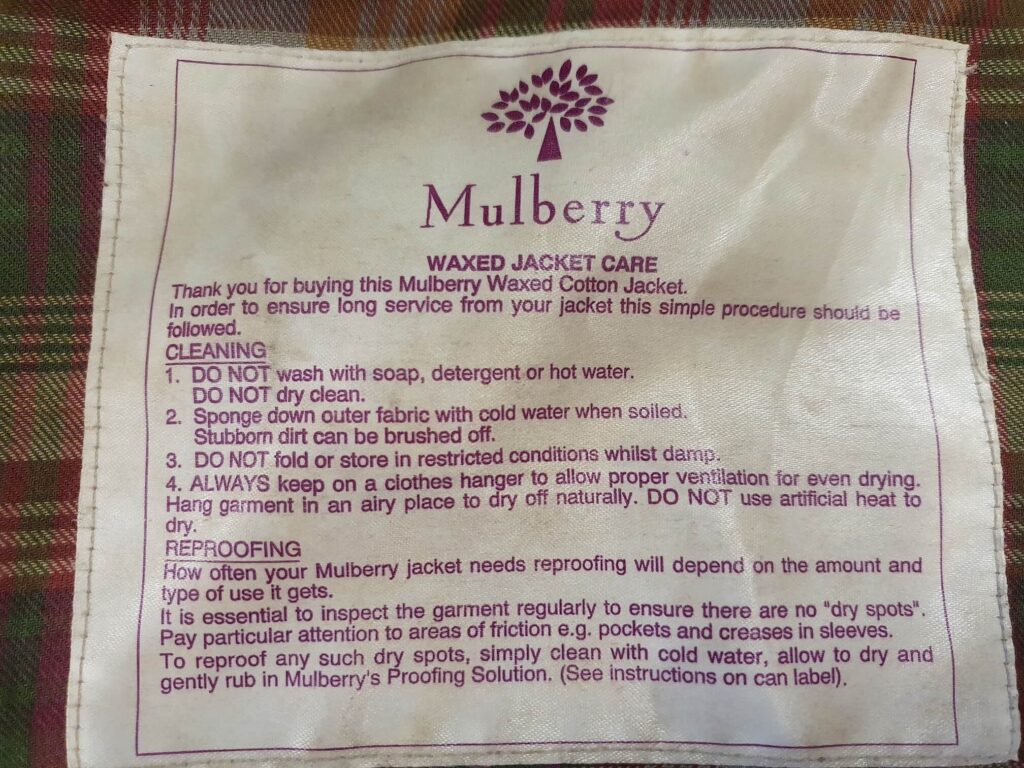 Mulberry
WAXED JACKET CARE
Thank you for buying this Mulberry Waxed Cotton Jacket.
In order to ensure long service from your jacket this simple procedure should be
followed.
CLEANING
1. DO NOT wash with soap, detergent or hot water.
DO NOT dry clean.
2. Sponge down outer fabric with cold water when soiled.
Stubborn dirt can be brushed off.
3. DO NOT fold or store in restricted conditions whilst damp.
4. ALWAYS keep on a clothes hanger to allow proper ventilation for even drying.
Hang garment in an airy place to dry off naturally. DO NOT use artificial heat to
dry.
REPROOFING
How often your Mulberry jacket needs reproofing will depend on the amount and
type of use it gets.
It is essential to inspect the garment regularly to ensure there are no "dry spots".
Pay particular attention to areas of friction e.g. pockets and creases in sleeves.
To reproof any such dry spots, simply clean with cold water, allow to dry and
gently rub in Mulberry's Proofing Solution. (See instructions on can label).